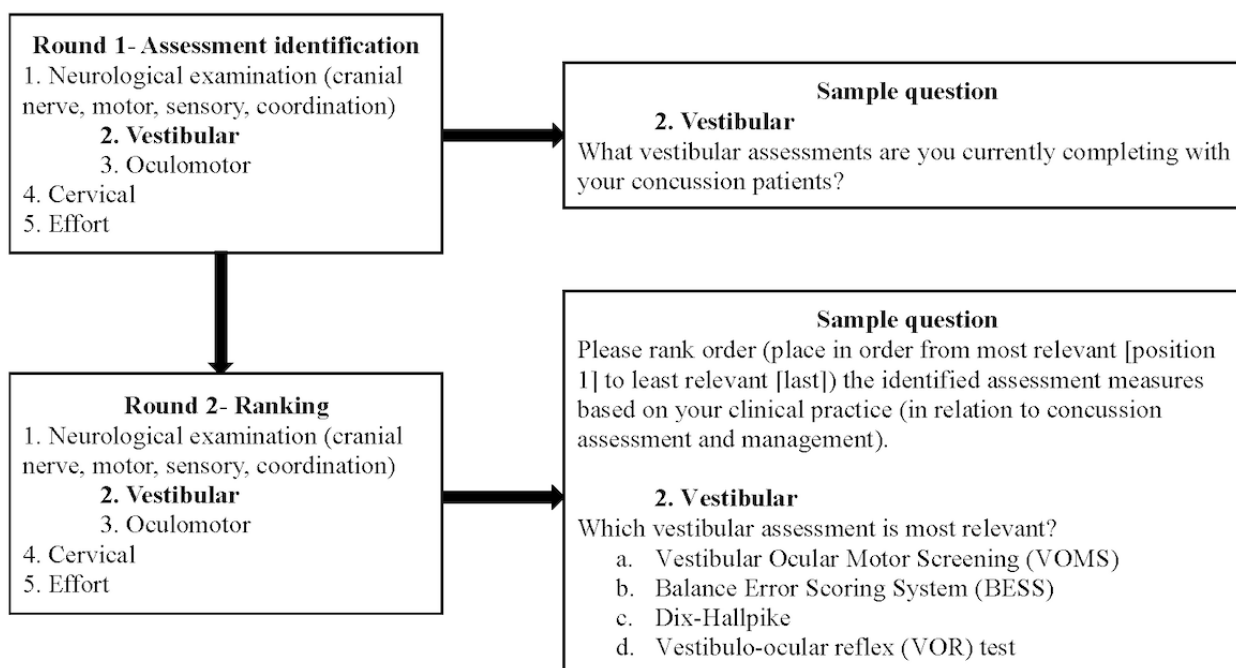 Round 1- Assessment identification
1. Neurological examination (cranial
nerve, motor, sensory, coordination)
2. Vestibular
3. Oculomotor
4. Cervical
5. Effort
Sample question
2. Vestibular
What vestibular assessments are you currently completing with
your concussion patients?
Round 2- Ranking
1. Neurological examination (cranial
nerve, motor, sensory, coordination)
2. Vestibular
3. Oculomotor
4. Cervical
5. Effort
Sample question
Please rank order (place in order from most relevant [position
1] to least relevant [last]) the identified assessment measures
based on your clinical practice (in relation to concussion
assessment and management).
2. Vestibular
Which vestibular assessment is most relevant?
a. Vestibular Ocular Motor Screening (VOMS)
b. Balance Error Scoring System (BESS)
c. Dix-Hallpike
d. Vestibulo-ocular reflex (VOR) test